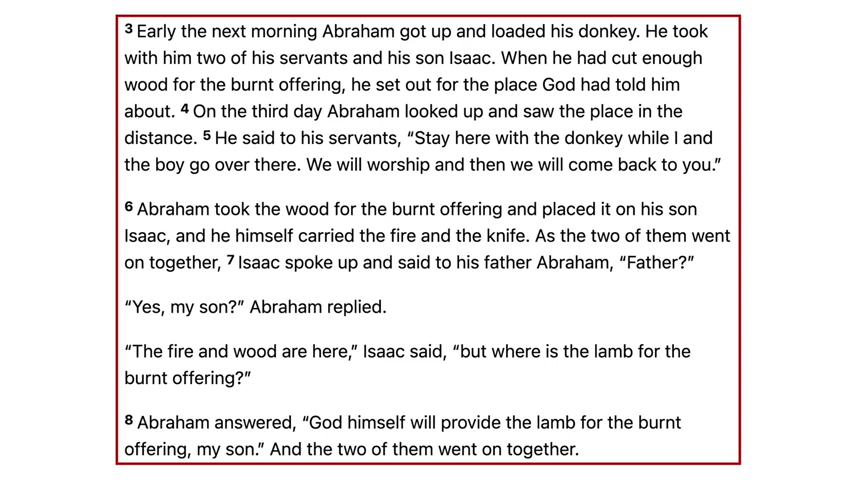 3 Early the next morning Abraham got up and loaded his donkey. He took
with him two of his servants and his son Isaac. When he had cut enough
wood for the burnt offering, he set out for the place God had told him
about. 4 On the third day Abraham looked up and saw the place in the
distance. 5 He said to his servants, “Stay here with the donkey while I and
the boy go over there. We will worship and then we will come back to you.”
6 Abraham took the wood for the burnt offering and placed it on his son
Isaac, and he himself carried the fire and the knife. As the two of them went
on together, 7 Isaac spoke up and said to his father Abraham, “Father?”
“Yes, my son?” Abraham replied.
“The fire and wood are here,” Isaac said, “but where is the lamb for the
burnt offering?”
8 Abraham answered, “God himself will provide the lamb for the burnt
offering, my son.” And the two of them went on together.